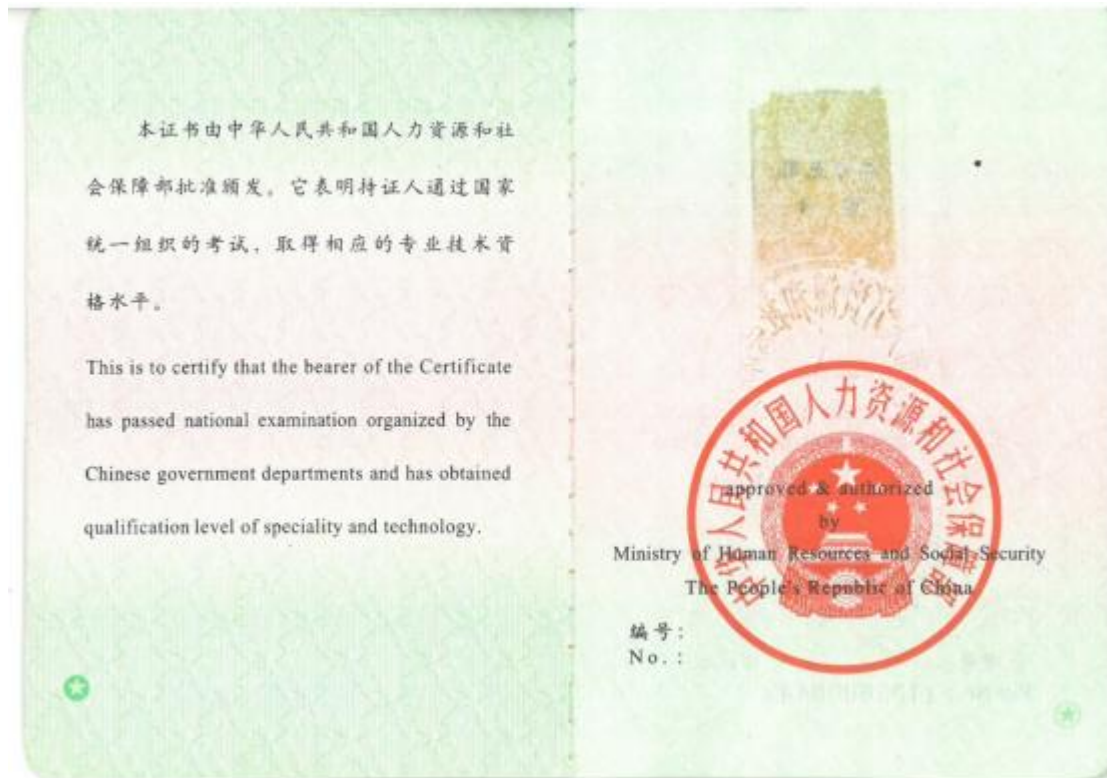 本证书由中华人民共和国人力资源和社
会保障部批准颁发。它表明持证人通过国家
统一组织的考试，取得相应的专业技术资
格水平。
This is to certify that the bearer of the Certificate
has passed national examination organized by the
Chinese government departments and has obtained
qualification level of speciality and technology.
中华人民共和国人力资源和社会保障部
approved & authorized
by
Ministry of Human Resources and Social Security
The People's Republic of China
编号：
No.：